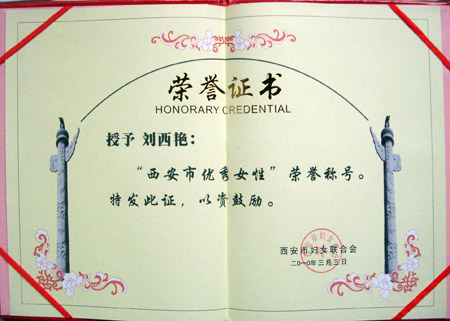 荣誉证书
HONORARY CREDENTIAL
授予 刘西艳：
“西安市优秀女性”荣誉称号。
特发此证，以资鼓励。
西安市妇女联合会
二〇一〇年三月三日